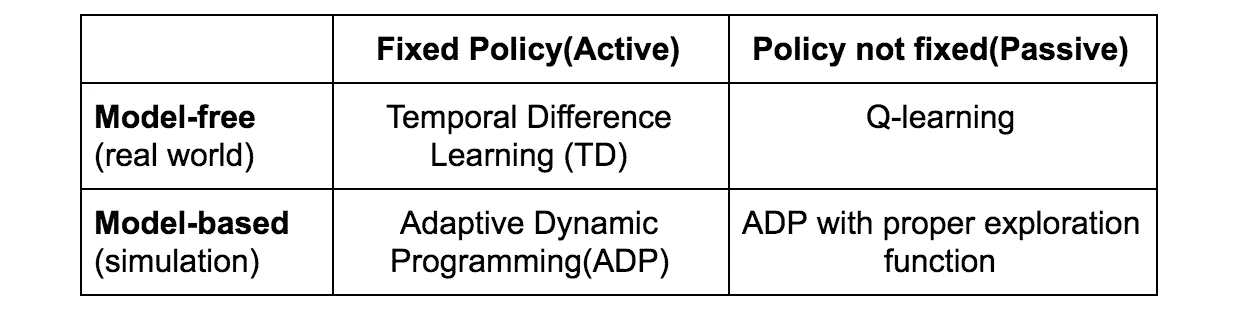 Fixed Policy(Active)
Policy not fixed(Passive)
Model-free
(real world)
Temporal Difference
Learning (TD)
Q-learning
Model-based
(simulation)
Adaptive Dynamic
Programming(ADP)
ADP with proper exploration
function